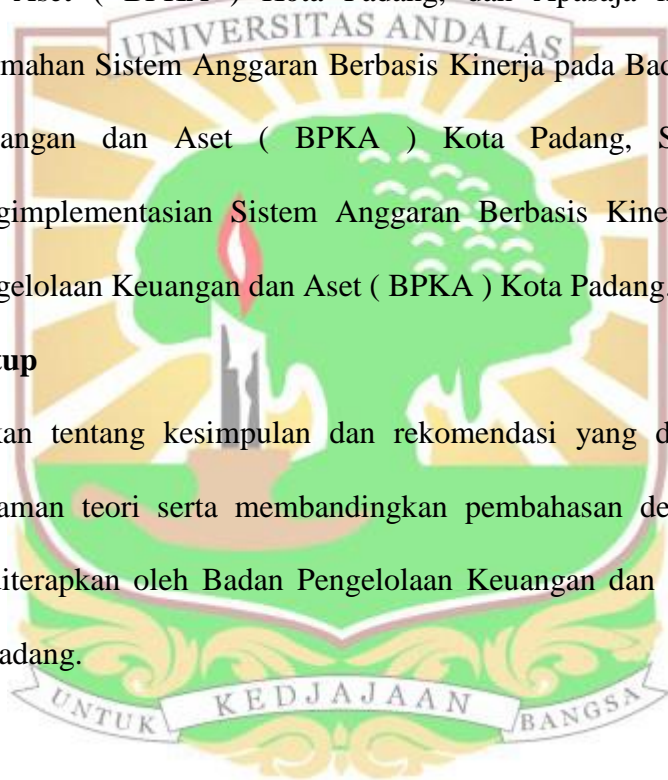 Aset ( BPKA ) Kota Padang, dan Apasaja
UNIVERSITAS ANDALAS
mahan Sistem Anggaran Berbasis Kinerja pada Bad
angan dan Aset ( BPKA ) Kota Padang, S
gimplementasian Sistem Anggaran Berbasis Kine
gelolaan Keuangan dan Aset ( BPKA ) Kota Padang.
tup
kan tentang kesimpulan dan rekomendasi yang d
aman teori serta membandingkan pembahasan de
diterapkan oleh Badan Pengelolaan Keuangan dan
adang.
UNTUK KEDJAJAAN BANGSA